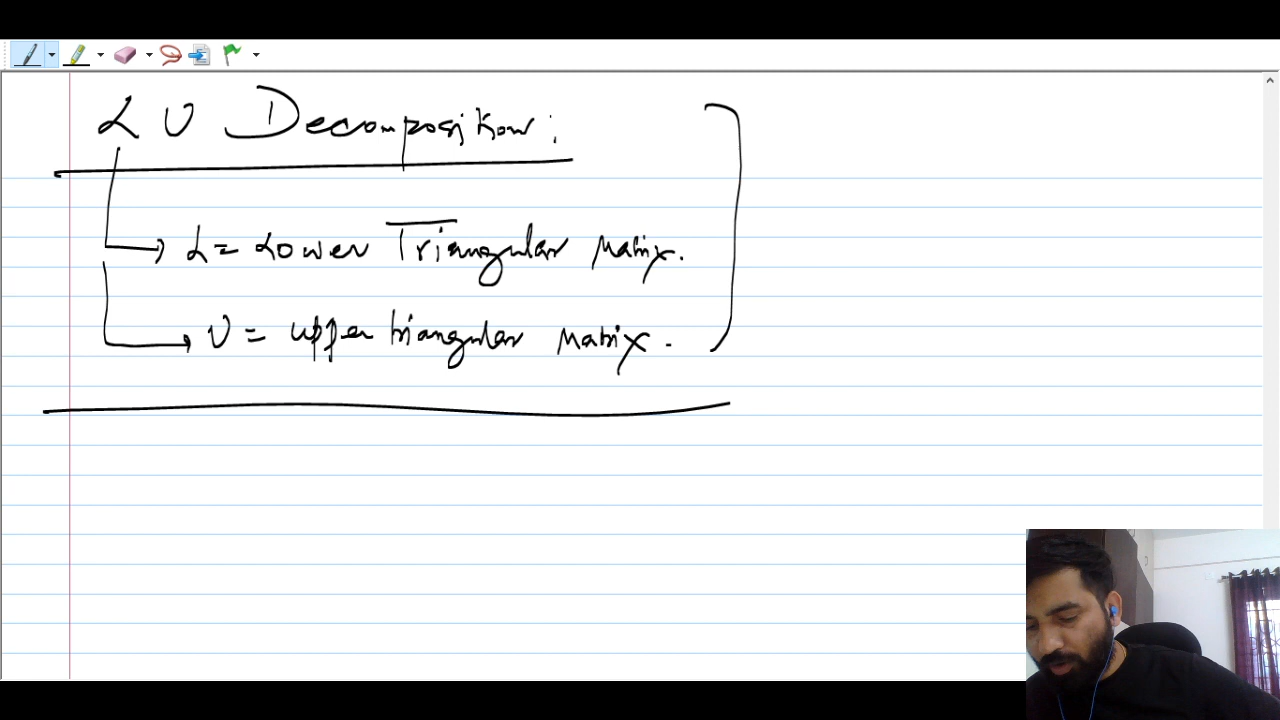 LU Decomposition:
L = Lower Triangular Matrix.
U = upper triangular matrix.